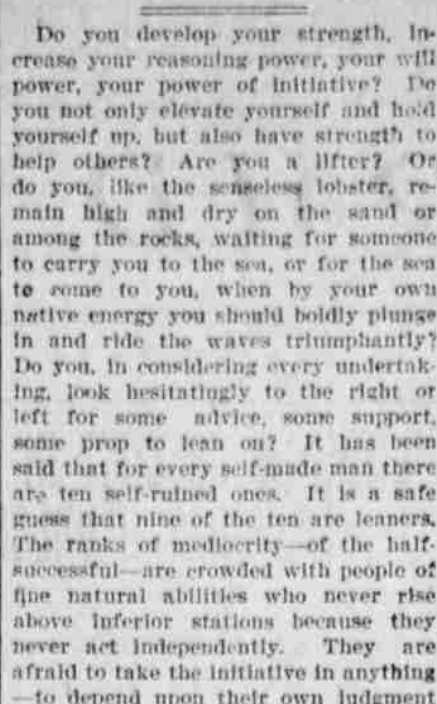 Do you develop your strength, in-
crease your reasoning power, your will
power, your power of initiative? Do
you not only elevate yourself and hold
yourself up, but also have strength to
help others? Are you a lifter? Or
do you, like the senseless lobster, re-
main high and dry on the sand or
among the rocks, waiting for someone
to carry you to the sea, or for the sea
to come to you, when by your own
native energy you should boldly plunge
in and ride the waves triumphantly?
Do you, in considering every undertak-
ing, look hesitatingly to the right or
left for some advice, some support,
some prop to lean on? It has been
said that for every self-made man there
are ten self-ruined ones. It is a safe
guess that nine of the ten are leaners.
The ranks of mediocrity—of the half-
successful—are crowded with people of
fine natural abilities who never rise
above inferior stations because they
never act independently. They are
afraid to take the initiative in anything
—to depend upon their own judgment